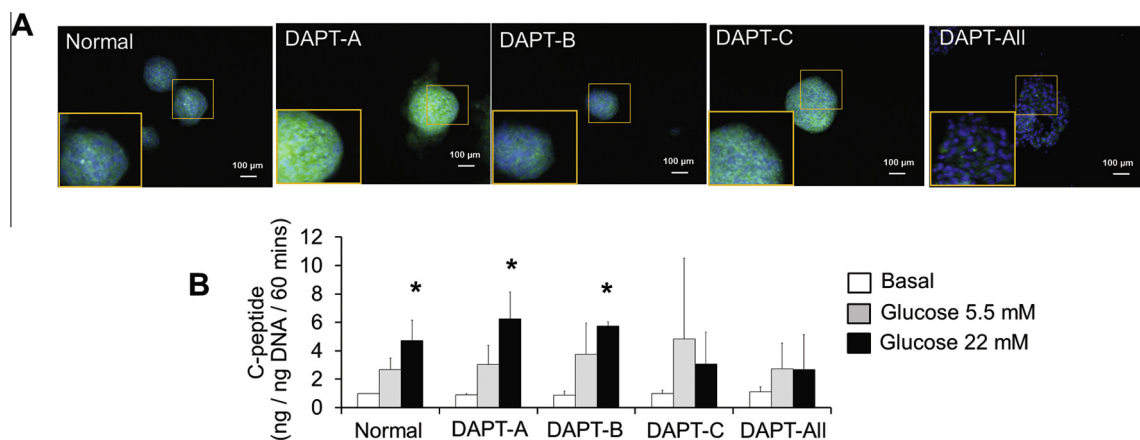 A
Normal
DAPT-A
DAPT-B
DAPT-C
DAPT-All
100 µm
100 µm
100 µm
100 µm
100 µm
B
C-peptide
(ng / ng DNA / 60 mins)
12
10
8
6
4
2
0
*
*
*
Normal
DAPT-A
DAPT-B
DAPT-C
DAPT-All
Basal
Glucose 5.5 mM
Glucose 22 mM